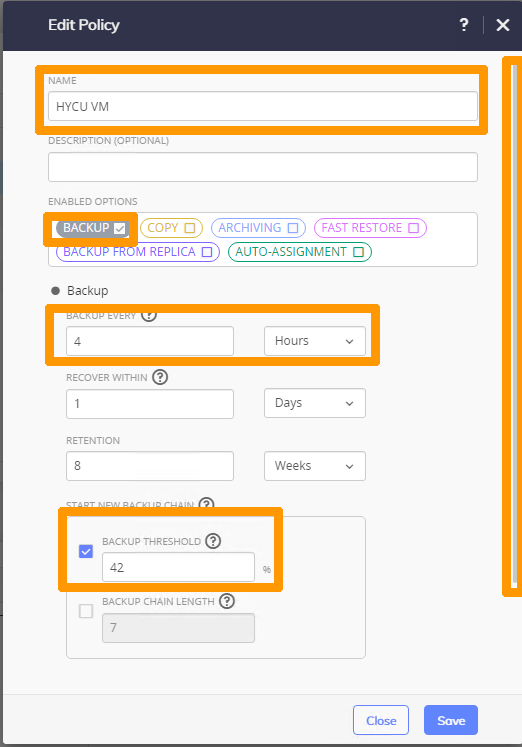 Edit Policy ? ×
NAME
HYCU VM
DESCRIPTION (OPTIONAL)
ENABLED OPTIONS
BACKUP COPY ARCHIVING FAST RESTORE
BACKUP FROM REPLICA AUTO-ASSIGNMENT
Backup
BACKUP EVERY ?
4 Hours
RECOVER WITHIN ?
1 Days
RETENTION
8 Weeks
START NEW BACKUP CHAIN ?
BACKUP THRESHOLD ?
42 %
BACKUP CHAIN LENGTH ?
7
Close Save